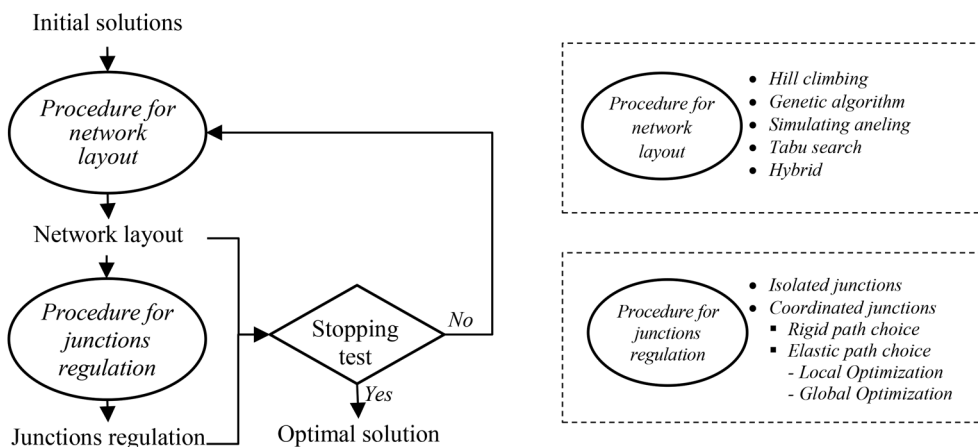 Initial solutions
Procedure for
network
layout
Network layout
Procedure for
junctions
regulation
Junctions regulation
Stopping
test
No
Yes
Optimal solution
Procedure for
network
layout
● Hill climbing
● Genetic algorithm
● Simulating aneling
● Tabu search
● Hybrid
Procedure for
junctions
regulation
● Isolated junctions
● Coordinated junctions
▪ Rigid path choice
▪ Elastic path choice
- Local Optimization
- Global Optimization